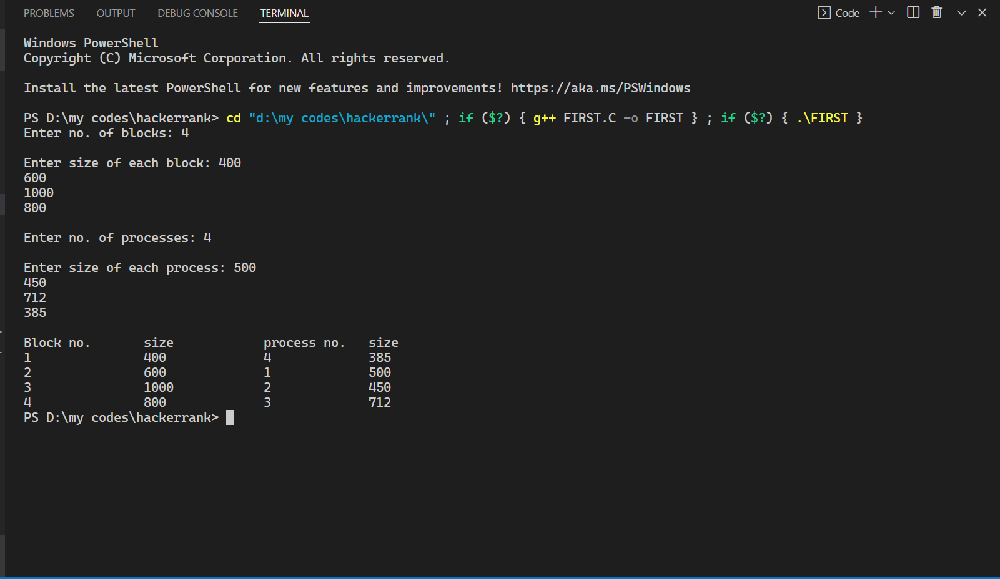 PROBLEMS OUTPUT DEBUG CONSOLE TERMINAL Code
Windows PowerShell
Copyright (C) Microsoft Corporation. All rights reserved.
Install the latest PowerShell for new features and improvements! https://aka.ms/PSWindows
PS D:\my codes\hackerrank> cd "d:\my codes\hackerrank\" ; if ($?) { g++ FIRST.C -o FIRST } ; if ($?) { .\FIRST }
Enter no. of blocks: 4
Enter size of each block: 400
600
1000
800
Enter no. of processes: 4
Enter size of each process: 500
450
712
385
Block no. size process no. size
1 400 4 385
2 600 1 500
3 1000 2 450
4 800 3 712
PS D:\my codes\hackerrank>